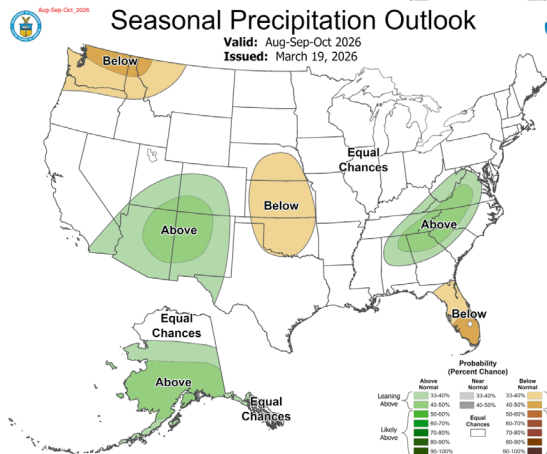 Aug-Sep-Oct_2026
Seasonal Precipitation Outlook
Valid: Aug-Sep-Oct 2026
Issued: March 19, 2026
Below
Equal
Chances
Below
Above
Above
Below
Equal
Chances
Above
Equal
Chances
Probability
(Percent Chance)
Above
Normal
Near
Normal
Below
Normal
Leaning
Above
33-40%
33-40%
33-40%
40-50%
40-50%
40-50%
Likely
Above
50-60%
Equal
Chances
50-60%
60-70%
60-70%
70-80%
70-80%
80-90%
80-90%
90-100%
90-100%